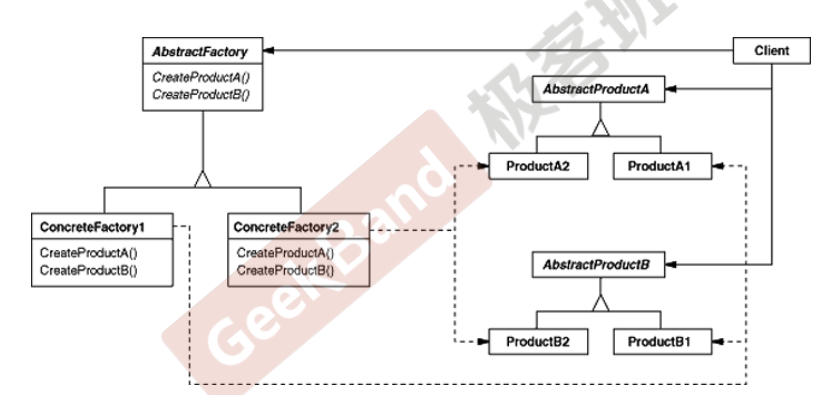 AbstractFactory
CreateProductA()
CreateProductB()
Client
AbstractProductA
ProductA2
ProductA1
ConcreteFactory1
CreateProductA()
CreateProductB()
ConcreteFactory2
CreateProductA()
CreateProductB()
AbstractProductB
ProductB2
ProductB1
GeekBand 极客班